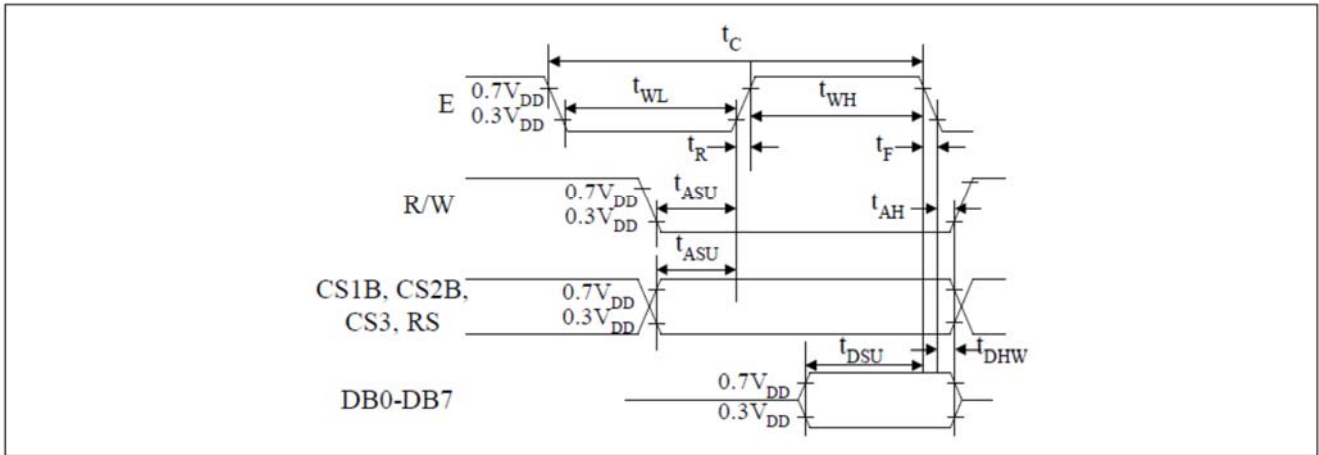 t_C
E
0.7V_DD
0.3V_DD
t_WL
t_WH
t_R
t_F
R/W
0.7V_DD
0.3V_DD
t_ASU
t_AH
t_ASU
CS1B, CS2B,
CS3, RS
0.7V_DD
0.3V_DD
t_DSU
t_DHW
DB0-DB7
0.7V_DD
0.3V_DD